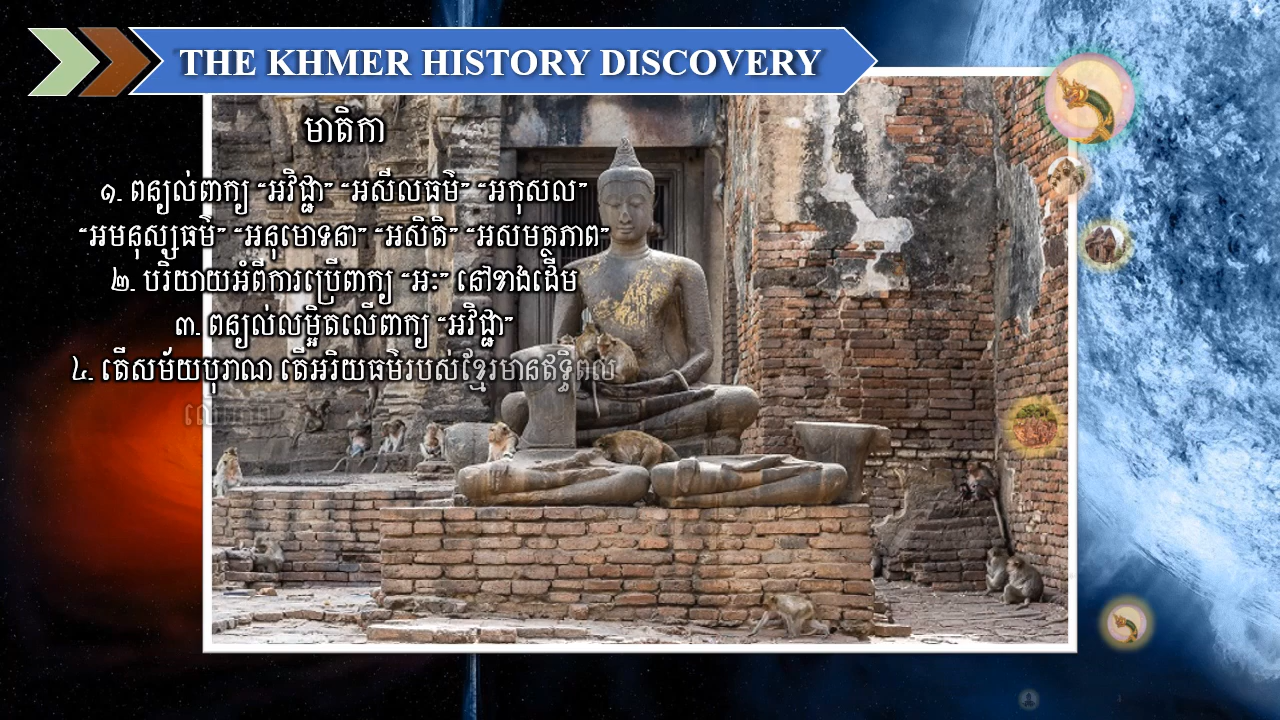 THE KHMER HISTORY DISCOVERY
មាតិកា
១. ពន្យល់ពាក្យ “អវិជ្ជា” “អសីលធម៌” “អកុសល”
“អមនុស្សធម៌” “អនុមោទនា” “អសិតិ” “អសមត្ថភាព”
២. បរិយាយអំពីការប្រើពាក្យ “អៈ” នៅខាងដើម
៣. ពន្យល់លម្អិតលើពាក្យ “អវិជ្ជា”
៤. តើសម័យបុរាណ តើអរិយធម៌របស់ខ្មែរមានឥទ្ធិពល